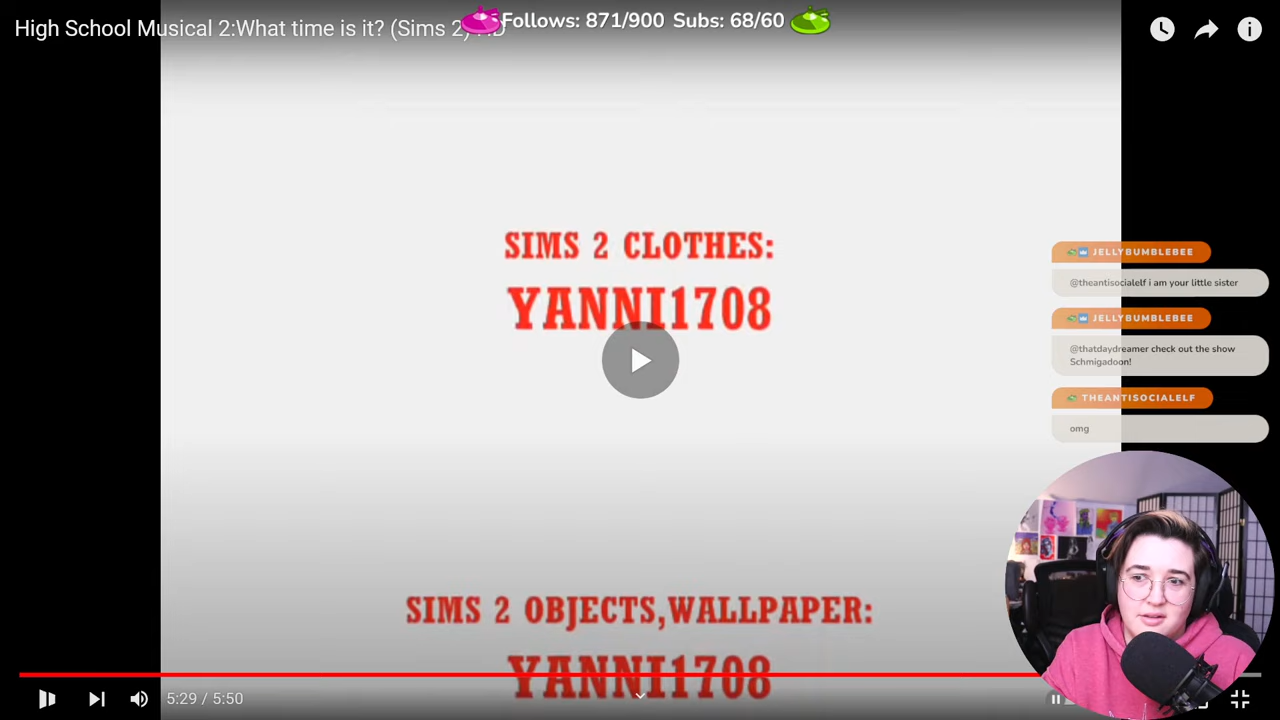 High School Musical 2:What time is it? (Sims 2)
Follows: 871/900 Subs: 68/60
SIMS 2 CLOTHES:
YANNI1708
JELLYBUMBLEBEE
@theantisocialelf i am your little sister
JELLYBUMBLEBEE
@thatdaydreamer check out the show
Schmigadoon!
THEANTISOCIALELF
omg
SIMS 2 OBJECTS,WALLPAPER:
YANNI1708
5:29 / 5:50